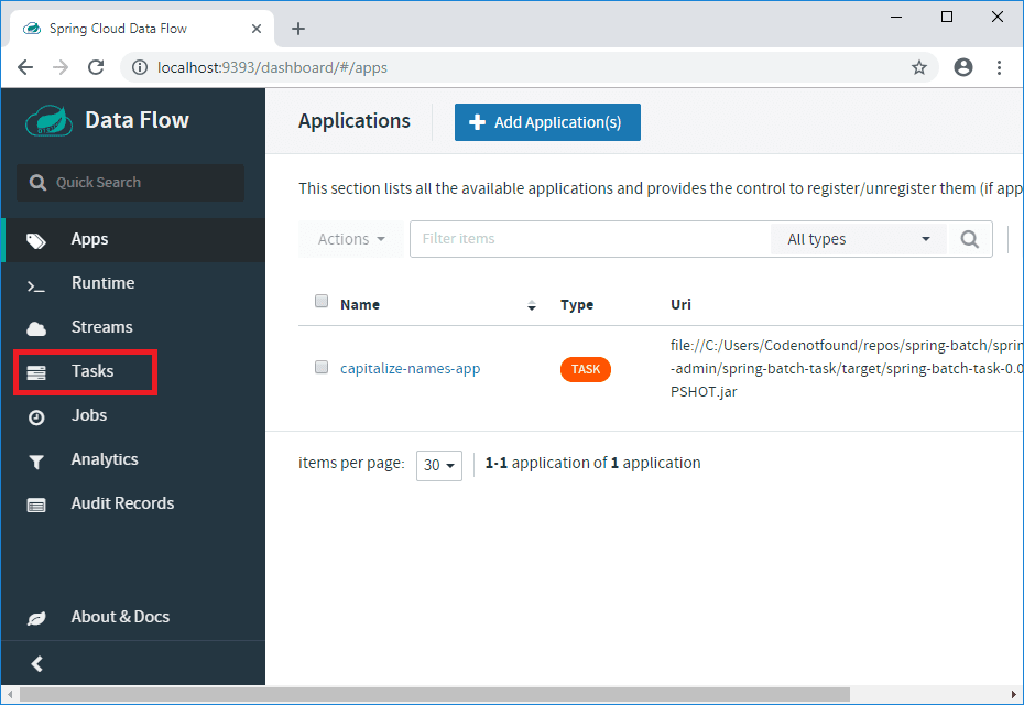 Spring Cloud Data Flow
localhost:9393/dashboard/#/apps
Data Flow
Quick Search
Apps
Runtime
Streams
Tasks
Jobs
Analytics
Audit Records
About & Docs
Applications
Add Application(s)
This section lists all the available applications and provides the control to register/unregister them (if app
Actions
Filter items
All types
Name Type Uri
capitalize-names-app
TASK
file://C:/Users/Codenotfound/repos/spring-batch/sprin
-admin/spring-batch-task/target/spring-batch-task-0.0
PSHOT.jar
items per page: 30 1-1 application of 1 application